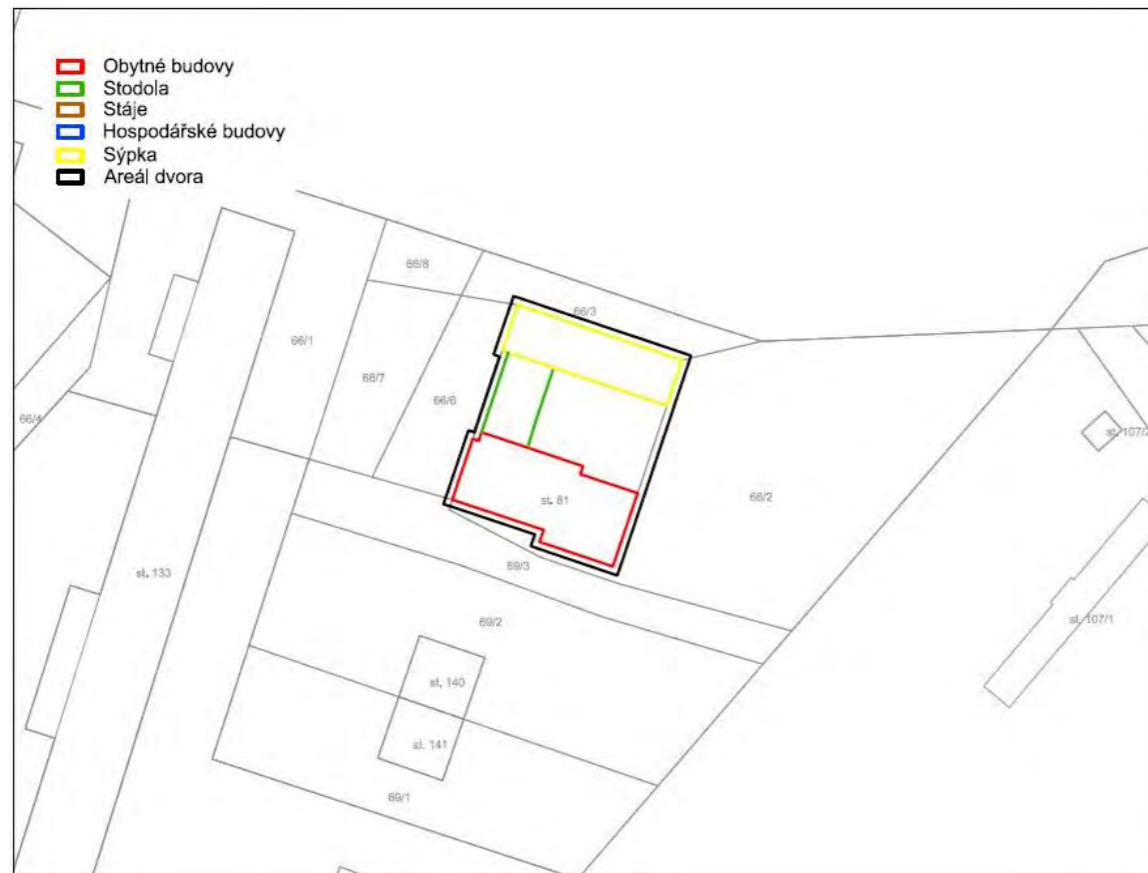 Obytné budovy
Stodola
Stáje
Hospodářské budovy
Sýpka
Areál dvora
66/8
66/3
66/1
66/7
66/6
66/4
st. 107/2
st. 81
66/2
69/3
st. 133
69/2
st. 107/1
st. 140
st. 141
69/1